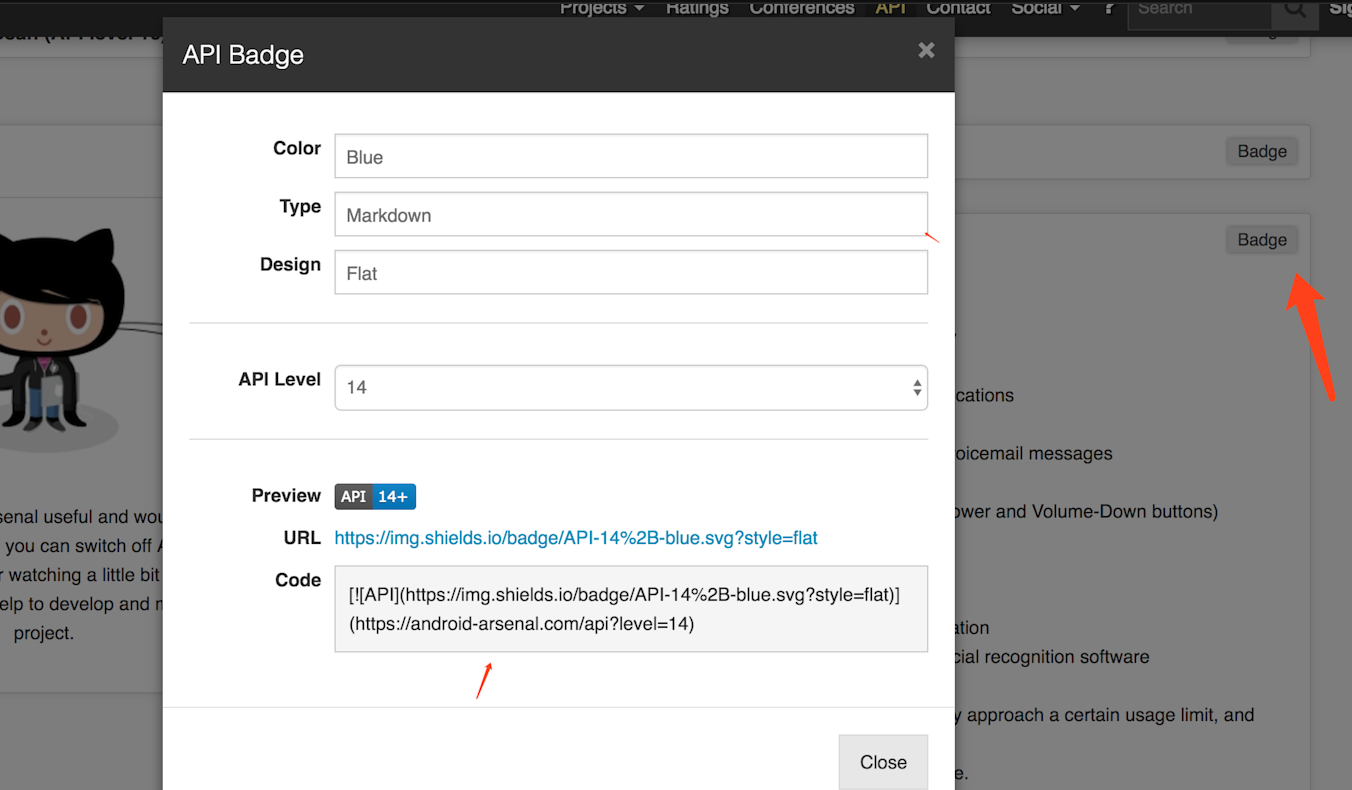 Projects Ratings Conferences API Contact Social ? Search
API Badge
×
Color Blue
Type Markdown
Design Flat
API Level 14
Preview API 14+
URL https://img.shields.io/badge/API-14%2B-blue.svg?style=flat
Code [![API](https://img.shields.io/badge/API-14%2B-blue.svg?style=flat)]
(https://android-arsenal.com/api?level=14)
Close
Badge
Badge
cations
oicemail messages
ower and Volume-Down buttons)
ation
cial recognition software
y approach a certain usage limit, and
e.
senal useful and wou
you can switch off A
r watching a little bit
elp to develop and m
project.